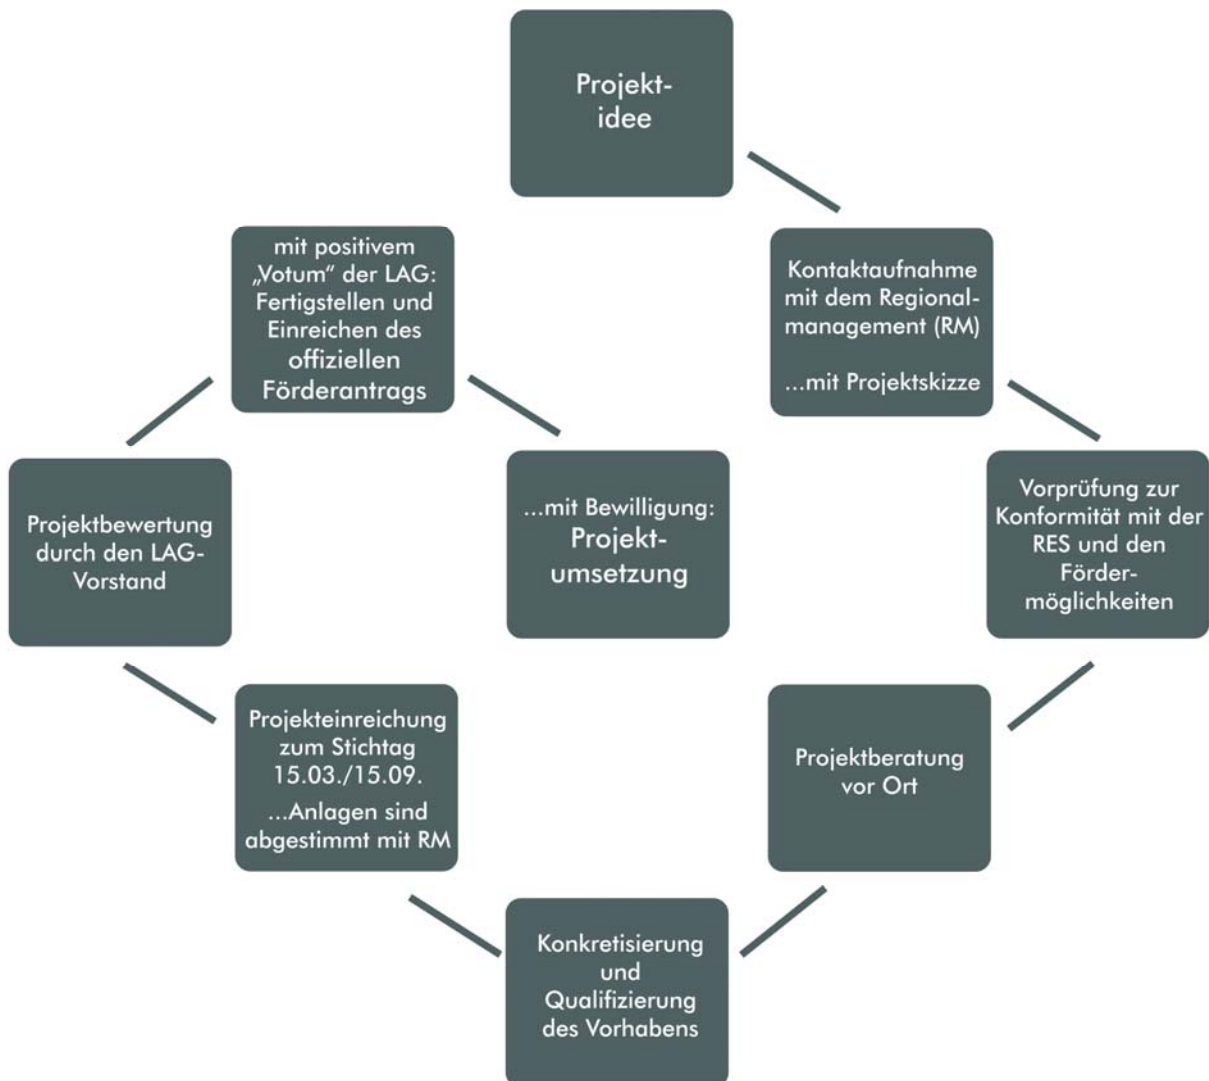 Projekt-
idee
Kontaktaufnahme
mit dem Regional-
management (RM)
...mit Projektskizze
Vorprüfung zur
Konformität mit der
RES und den
Förder-
möglichkeiten
Projektberatung
vor Ort
Konkretisierung
und
Qualifizierung
des Vorhabens
Projekteinreichung
zum Stichtag
15.03./15.09.
...Anlagen sind
abgestimmt mit RM
Projektbewertung
durch den LAG-
Vorstand
mit positivem
„Votum“ der LAG:
Fertigstellen und
Einreichen des
offiziellen
Förderantrags
...mit Bewilligung:
Projekt-
umsetzung